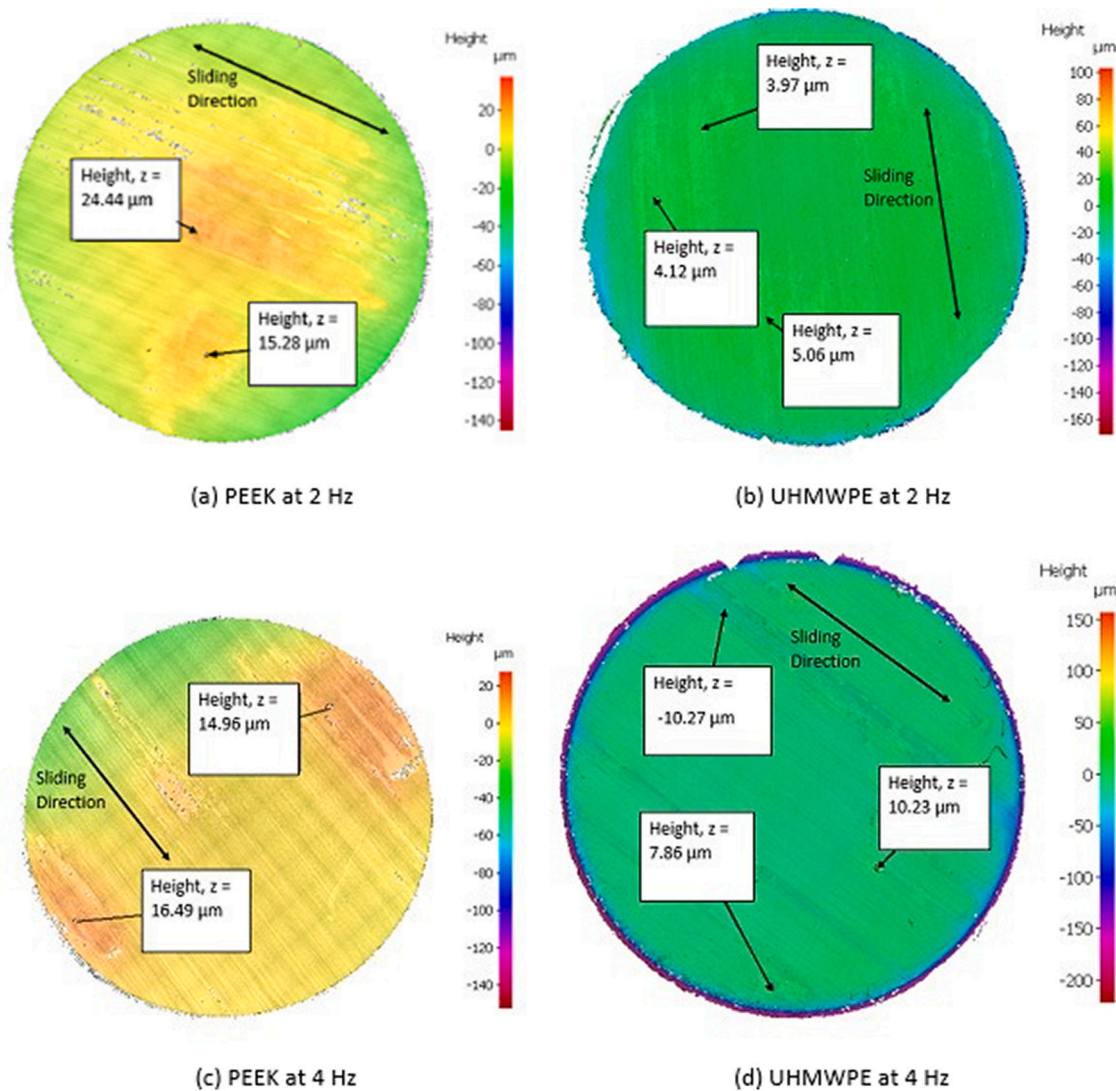 Height
µm
20
0
-20
-40
-60
-80
-100
-120
-140
Sliding
Direction
Height, z =
24.44 µm
Height, z =
15.28 µm
(a) PEEK at 2 Hz
Height
µm
100
80
60
40
20
0
-20
-40
-60
-80
-100
-120
-140
-160
Height, z =
3.97 µm
Sliding
Direction
Height, z =
4.12 µm
Height, z =
5.06 µm
(b) UHMWPE at 2 Hz
Height
µm
20
0
-20
-40
-60
-80
-100
-120
-140
Height, z =
14.96 µm
Sliding
Direction
Height, z =
16.49 µm
(c) PEEK at 4 Hz
Height
µm
150
100
50
0
-50
-100
-150
-200
Sliding
Direction
Height, z =
-10.27 µm
Height, z =
10.23 µm
Height, z =
7.86 µm
(d) UHMWPE at 4 Hz